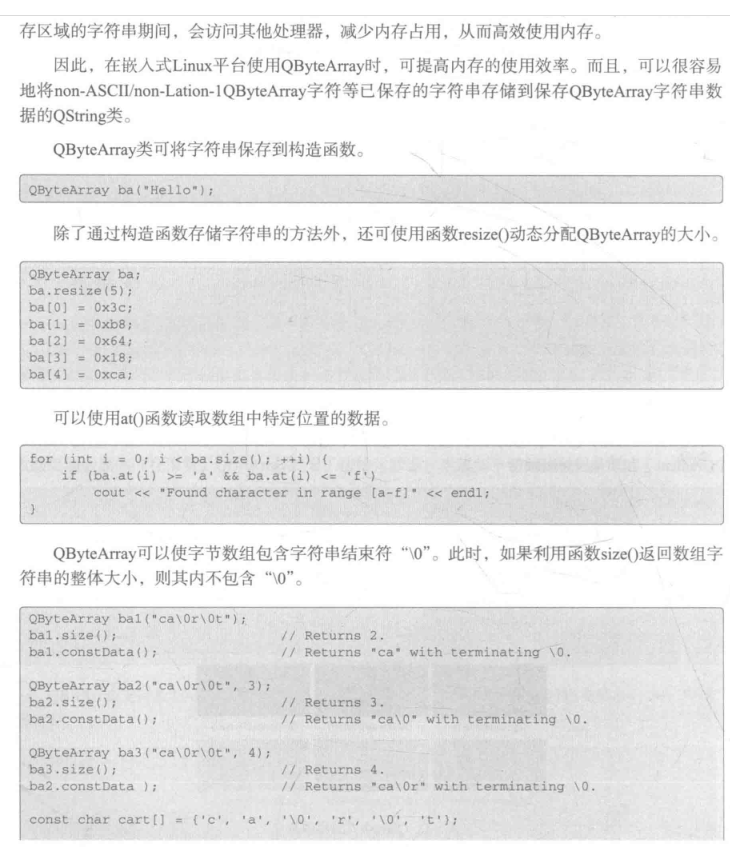 存区域的字符串期间，会访问其他处理器，减少内存占用，从而高效使用内存。
因此，在嵌入式Linux平台使用QByteArray时，可提高内存的使用效率。而且，可以很容易
地将non-ASCII/non-Lation-1QByteArray字符等已保存的字符串存储到保存QByteArray字符串数
据的QString类。
QByteArray类可将字符串保存到构造函数。
QByteArray ba("Hello");
除了通过构造函数存储字符串的方法外，还可使用函数resize()动态分配QByteArray的大小。
QByteArray ba;
ba.resize(5);
ba[0] = 0x3c;
ba[1] = 0xb8;
ba[2] = 0x64;
ba[3] = 0x18;
ba[4] = 0xca;
可以使用at()函数读取数组中特定位置的数据。
for (int i = 0; i < ba.size(); ++i) {
    if (ba.at(i) >= 'a' && ba.at(i) <= 'f')
        cout << "Found character in range [a-f]" << endl;
}
QByteArray可以使字节数组包含字符串结束符“\0”。此时，如果利用函数size()返回数组字
符串的整体大小，则其内不包含“\0”。
QByteArray ba1("ca\0r\0t");
ba1.size();                     // Returns 2.
ba1.constData();                // Returns "ca" with terminating \0.
QByteArray ba2("ca\0r\0t", 3);
ba2.size();                     // Returns 3.
ba2.constData();                // Returns "ca\0" with terminating \0.
QByteArray ba3("ca\0r\0t", 4);
ba3.size();                     // Returns 4.
ba2.constData );                // Returns "ca\0r" with terminating \0.
const char cart[] = {'c', 'a', '\0', 'r', '\0', 't'};